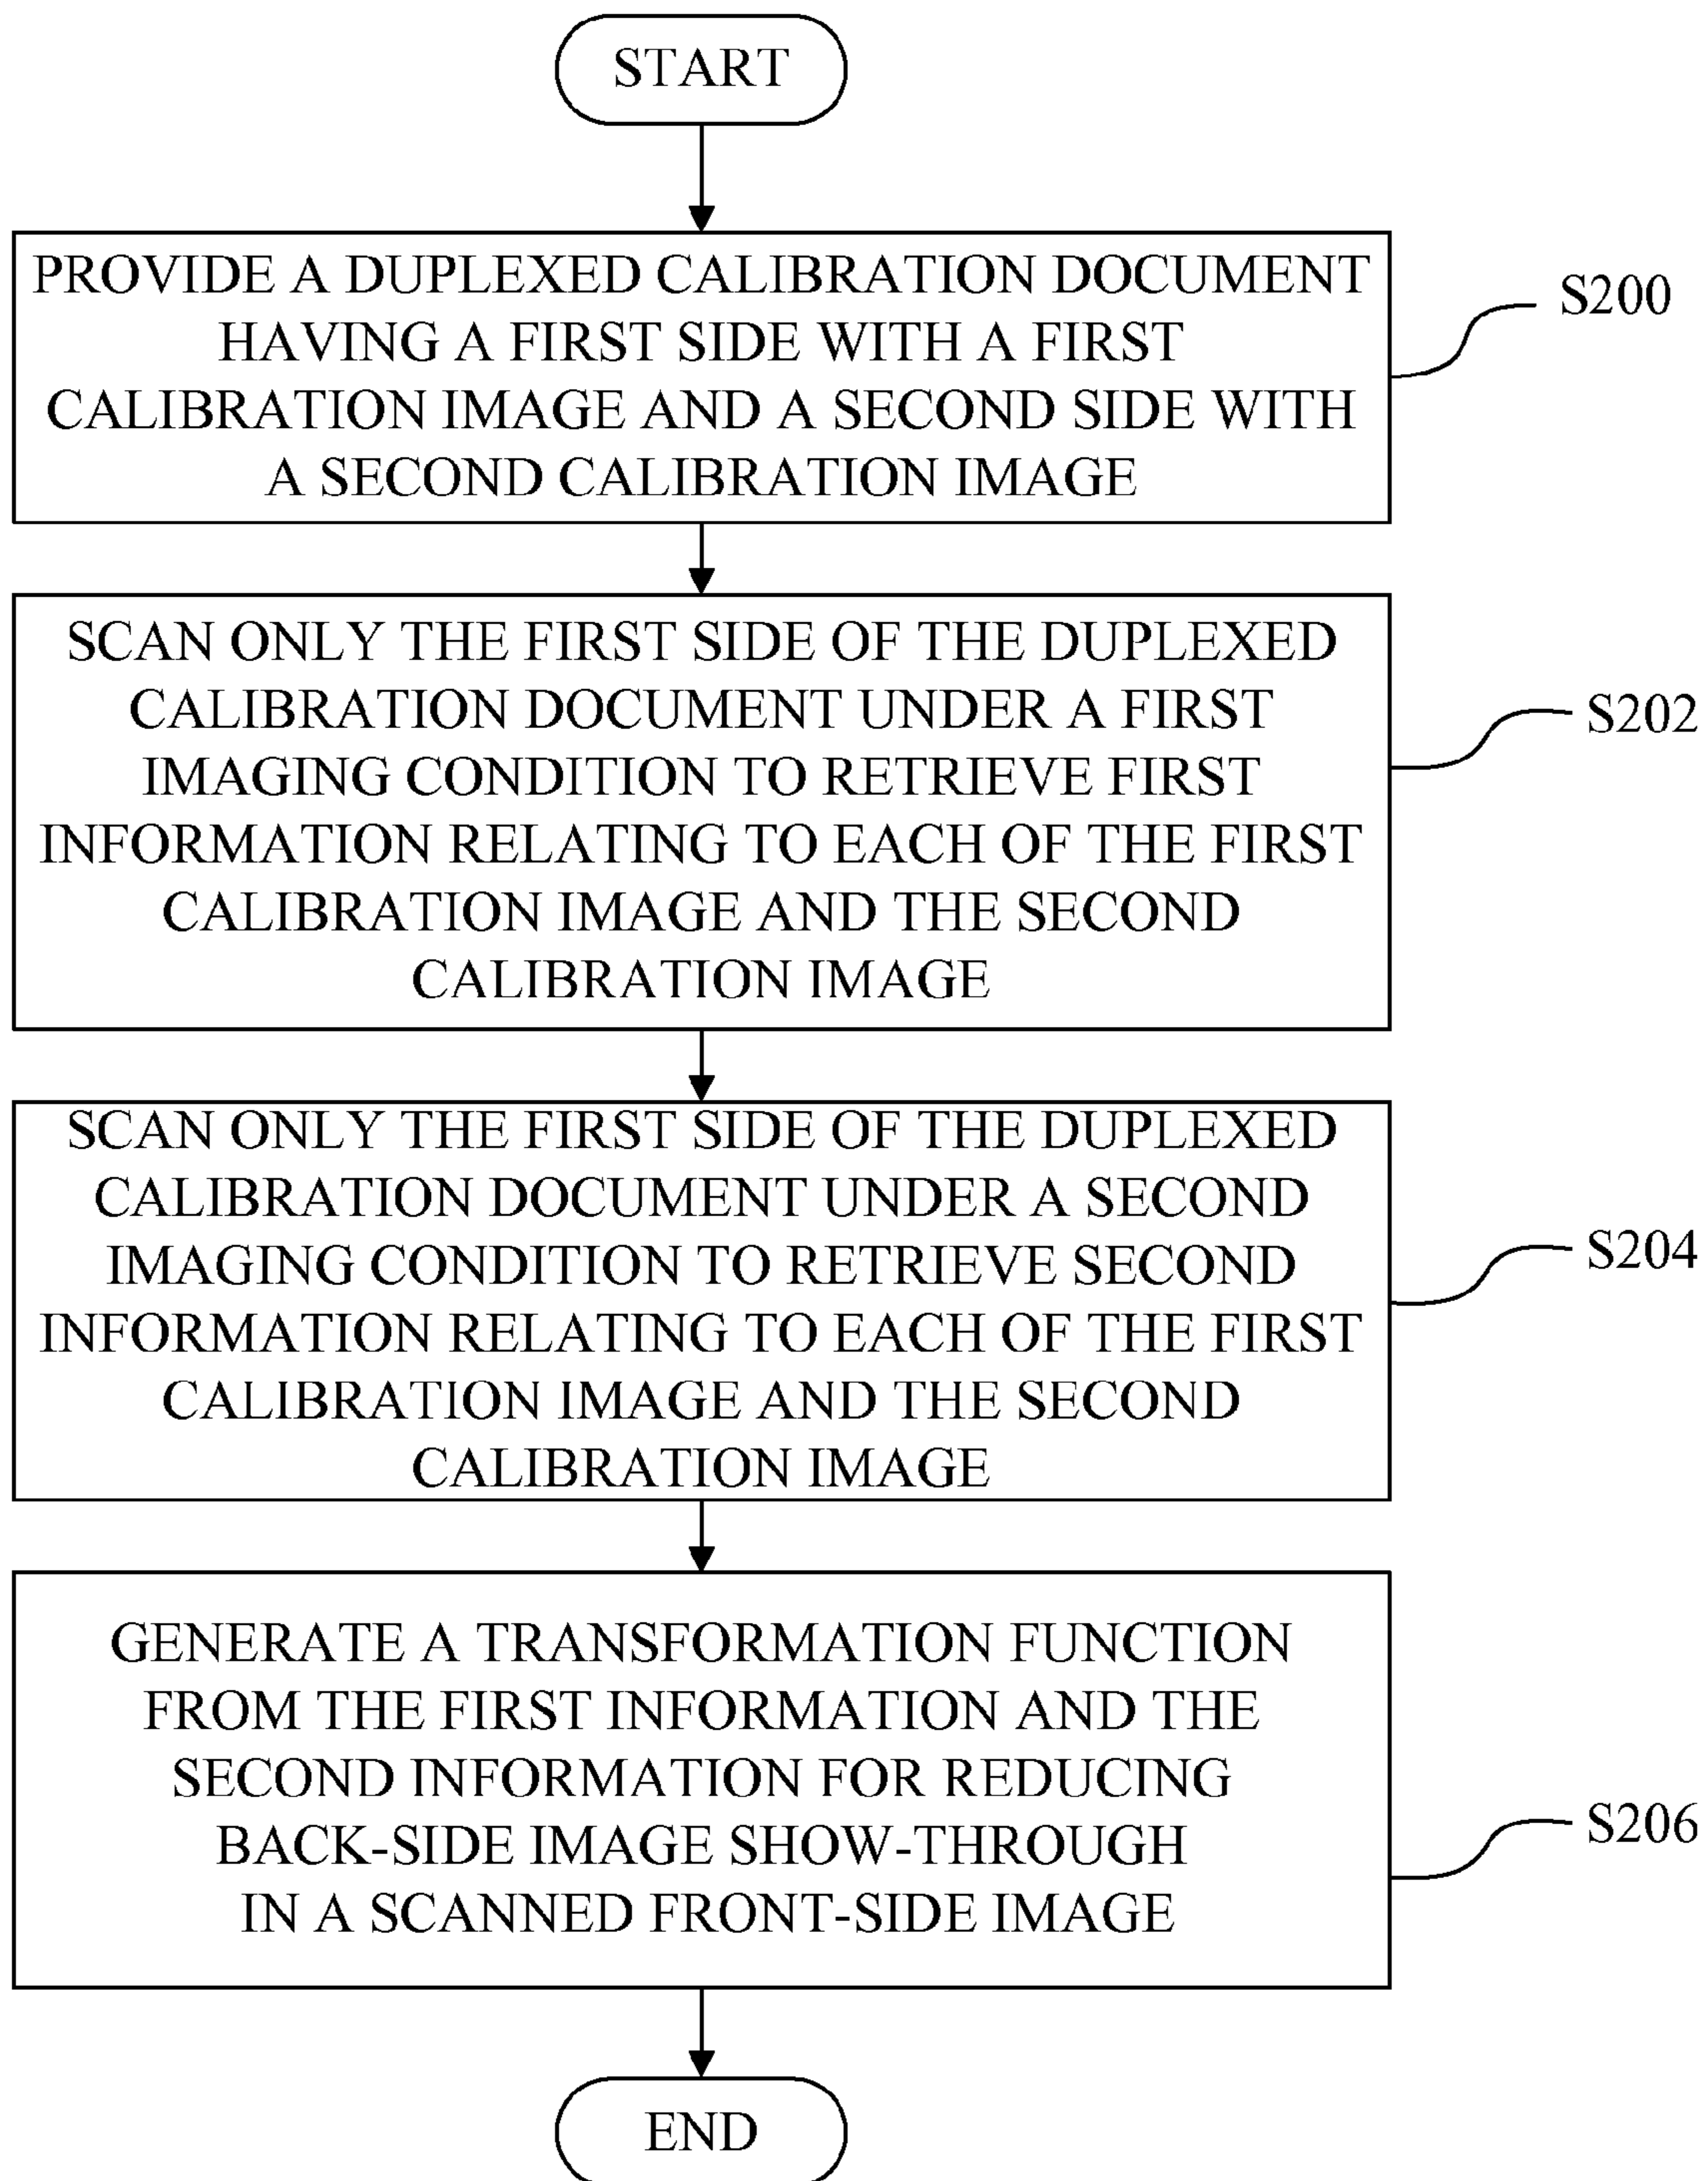 START
PROVIDE A DUPLEXED CALIBRATION DOCUMENT
HAVING A FIRST SIDE WITH A FIRST
CALIBRATION IMAGE AND A SECOND SIDE WITH
A SECOND CALIBRATION IMAGE
S200
SCAN ONLY THE FIRST SIDE OF THE DUPLEXED
CALIBRATION DOCUMENT UNDER A FIRST
IMAGING CONDITION TO RETRIEVE FIRST
INFORMATION RELATING TO EACH OF THE FIRST
CALIBRATION IMAGE AND THE SECOND
CALIBRATION IMAGE
S202
SCAN ONLY THE FIRST SIDE OF THE DUPLEXED
CALIBRATION DOCUMENT UNDER A SECOND
IMAGING CONDITION TO RETRIEVE SECOND
INFORMATION RELATING TO EACH OF THE FIRST
CALIBRATION IMAGE AND THE SECOND
CALIBRATION IMAGE
S204
GENERATE A TRANSFORMATION FUNCTION
FROM THE FIRST INFORMATION AND THE
SECOND INFORMATION FOR REDUCING
BACK-SIDE IMAGE SHOW-THROUGH
IN A SCANNED FRONT-SIDE IMAGE
S206
END